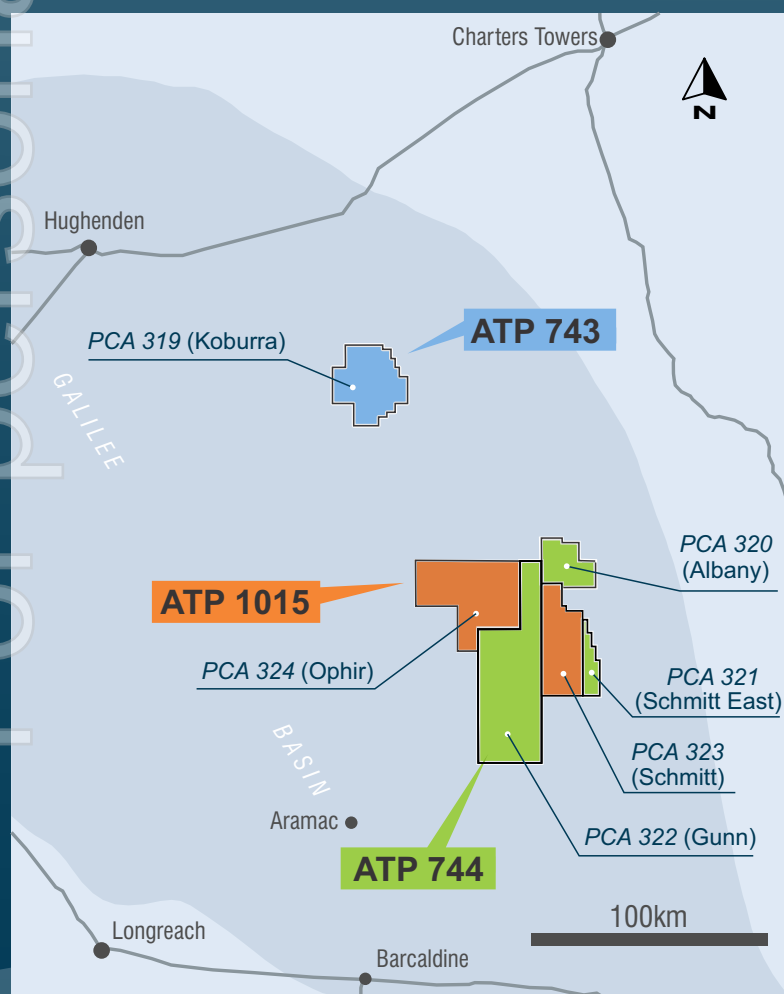 Charters Towers
N
Hughenden
ATP 743
PCA 319 (Koburra)
GALILEE
PCA 320
(Albany)
ATP 1015
PCA 324 (Ophir)
PCA 321
(Schmitt East)
BASIN
PCA 323
(Schmitt)
Aramac
PCA 322 (Gunn)
ATP 744
100km
Longreach
Barcaldine